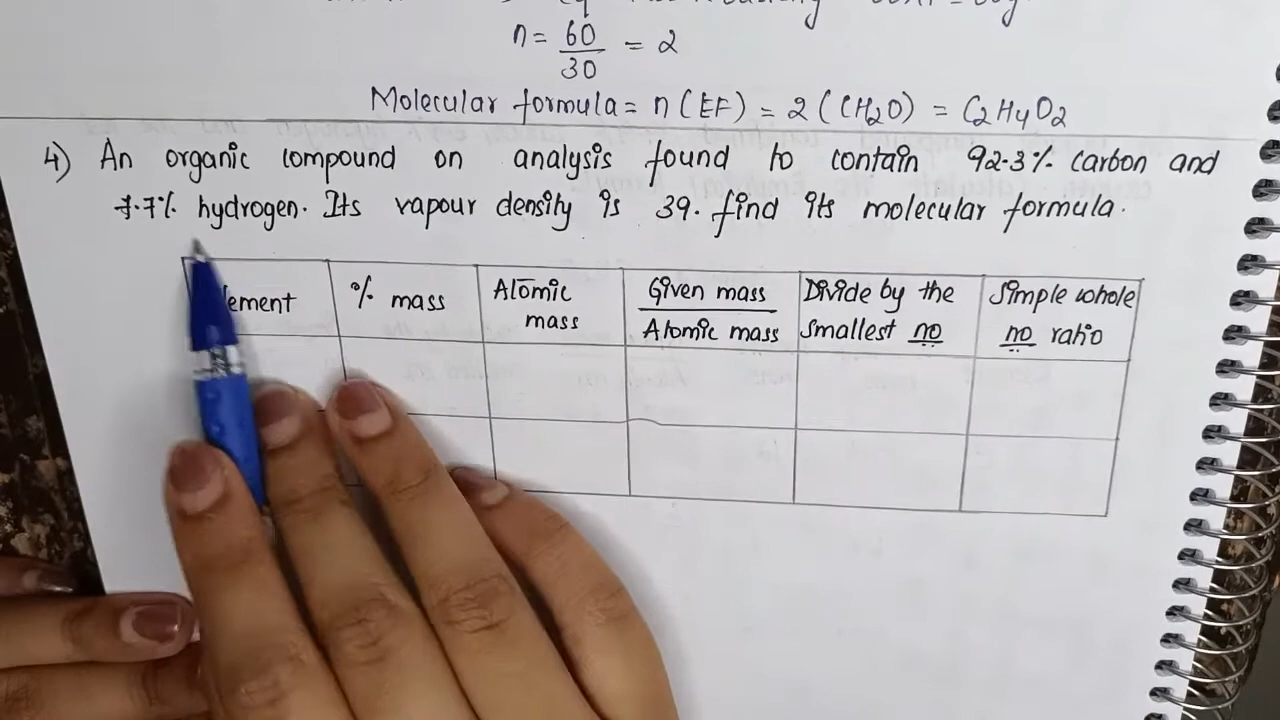 n = 60/30 = 2
Molecular formula = n (EF) = 2 (CH2O) = C2H4O2
4) An organic compound on analysis found to contain 92.3% carbon and
7.7% hydrogen. Its vapour density is 39. find its molecular formula.
lement
% mass
Atomic mass
Given mass / Atomic mass
Divide by the smallest no
Simple whole no ratio